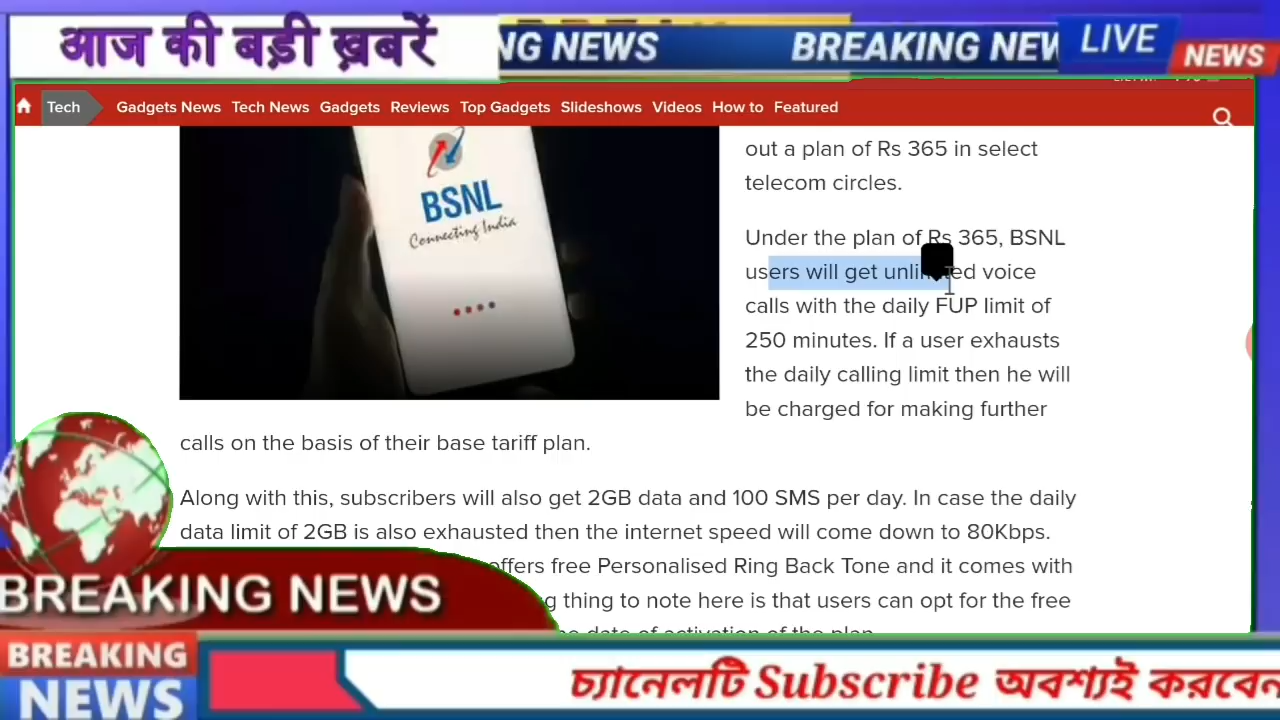 आज की बड़ी ख़बरें
NG NEWS BREAKING NEW
LIVE
NEWS
Tech Gadgets News Tech News Gadgets Reviews Top Gadgets Slideshows Videos How to Featured
BSNL
Connecting India
out a plan of Rs 365 in select
telecom circles.
Under the plan of Rs 365, BSNL
users will get unlimited voice
calls with the daily FUP limit of
250 minutes. If a user exhausts
the daily calling limit then he will
be charged for making further
calls on the basis of their base tariff plan.
Along with this, subscribers will also get 2GB data and 100 SMS per day. In case the daily
data limit of 2GB is also exhausted then the internet speed will come down to 80Kbps.
offers free Personalised Ring Back Tone and it comes with
g thing to note here is that users can opt for the free
date of activation of the plan
BREAKING NEWS
BREAKING
NEWS
চ্যানেলটি Subscribe অবশ্যই করবেন